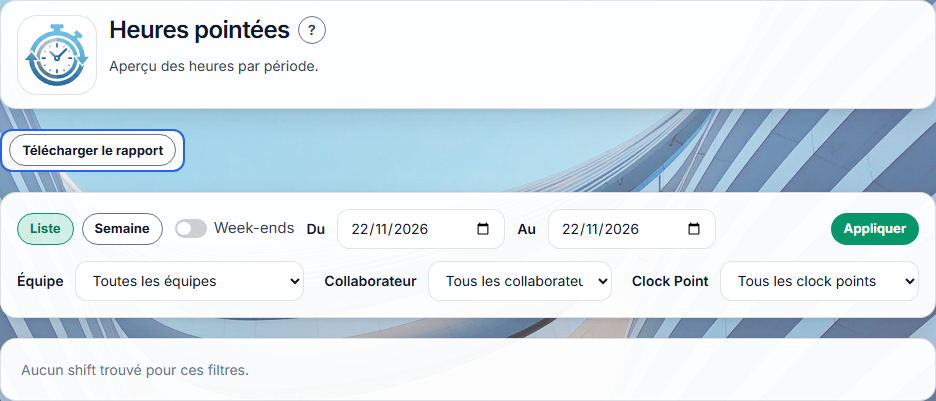 Heures pointées ?
Aperçu des heures par période.
Télécharger le rapport
Liste Semaine Week-ends Du 22/11/2026 Au 22/11/2026 Appliquer
Équipe Toutes les équipes Collaborateur Tous les collaborateu Clock Point Tous les clock points
Aucun shift trouvé pour ces filtres.